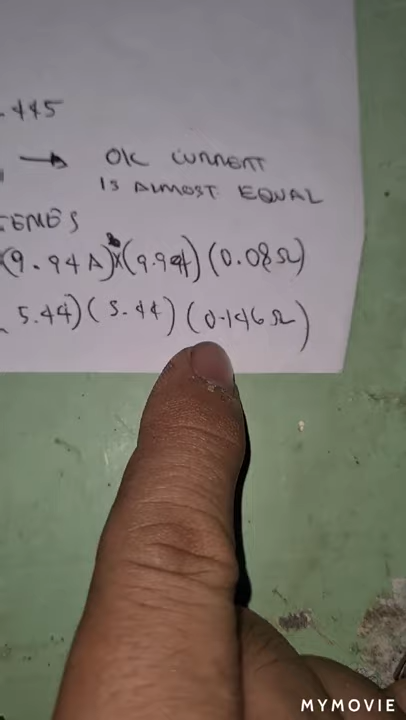 .445
→ OK CURRENT
IS ALMOST EQUAL
(9.94A)x(9.94)(0.08Ω)
5.44)(5.44)(0.146Ω)
MYMOVIE